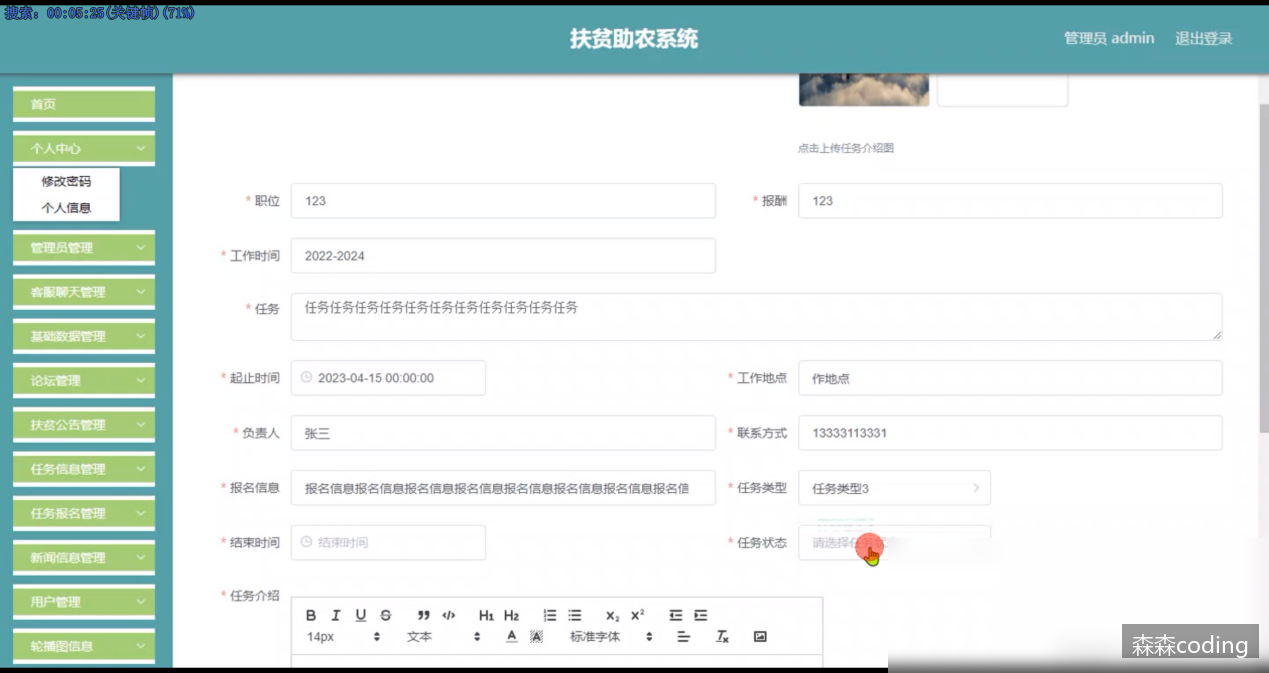 搜索: 00:05:25(关键帧)(71%)
扶贫助农系统
管理员 admin 退出登录
首页
个人中心
修改密码
个人信息
管理员管理
客服聊天管理
基础数据管理
论坛管理
扶贫公告管理
任务信息管理
任务报名管理
新闻信息管理
用户管理
轮播图信息
点击上传任务介绍图
* 职位 123 * 报酬 123
* 工作时间 2022-2024
* 任务 任务任务任务任务任务任务任务任务任务任务任务
* 起止时间 2023-04-15 00:00:00 * 工作地点 作地点
* 负责人 张三 * 联系方式 13333113331
* 报名信息 报名信息报名信息报名信息报名信息报名信息报名信息报名信息报名信 * 任务类型 任务类型3
* 结束时间 结束时间 * 任务状态 请选择任务状
* 任务介绍
B I U S ” </> H1 H2 X₂ X²
14px 文本 A A 标准字体 Tx
森森coding